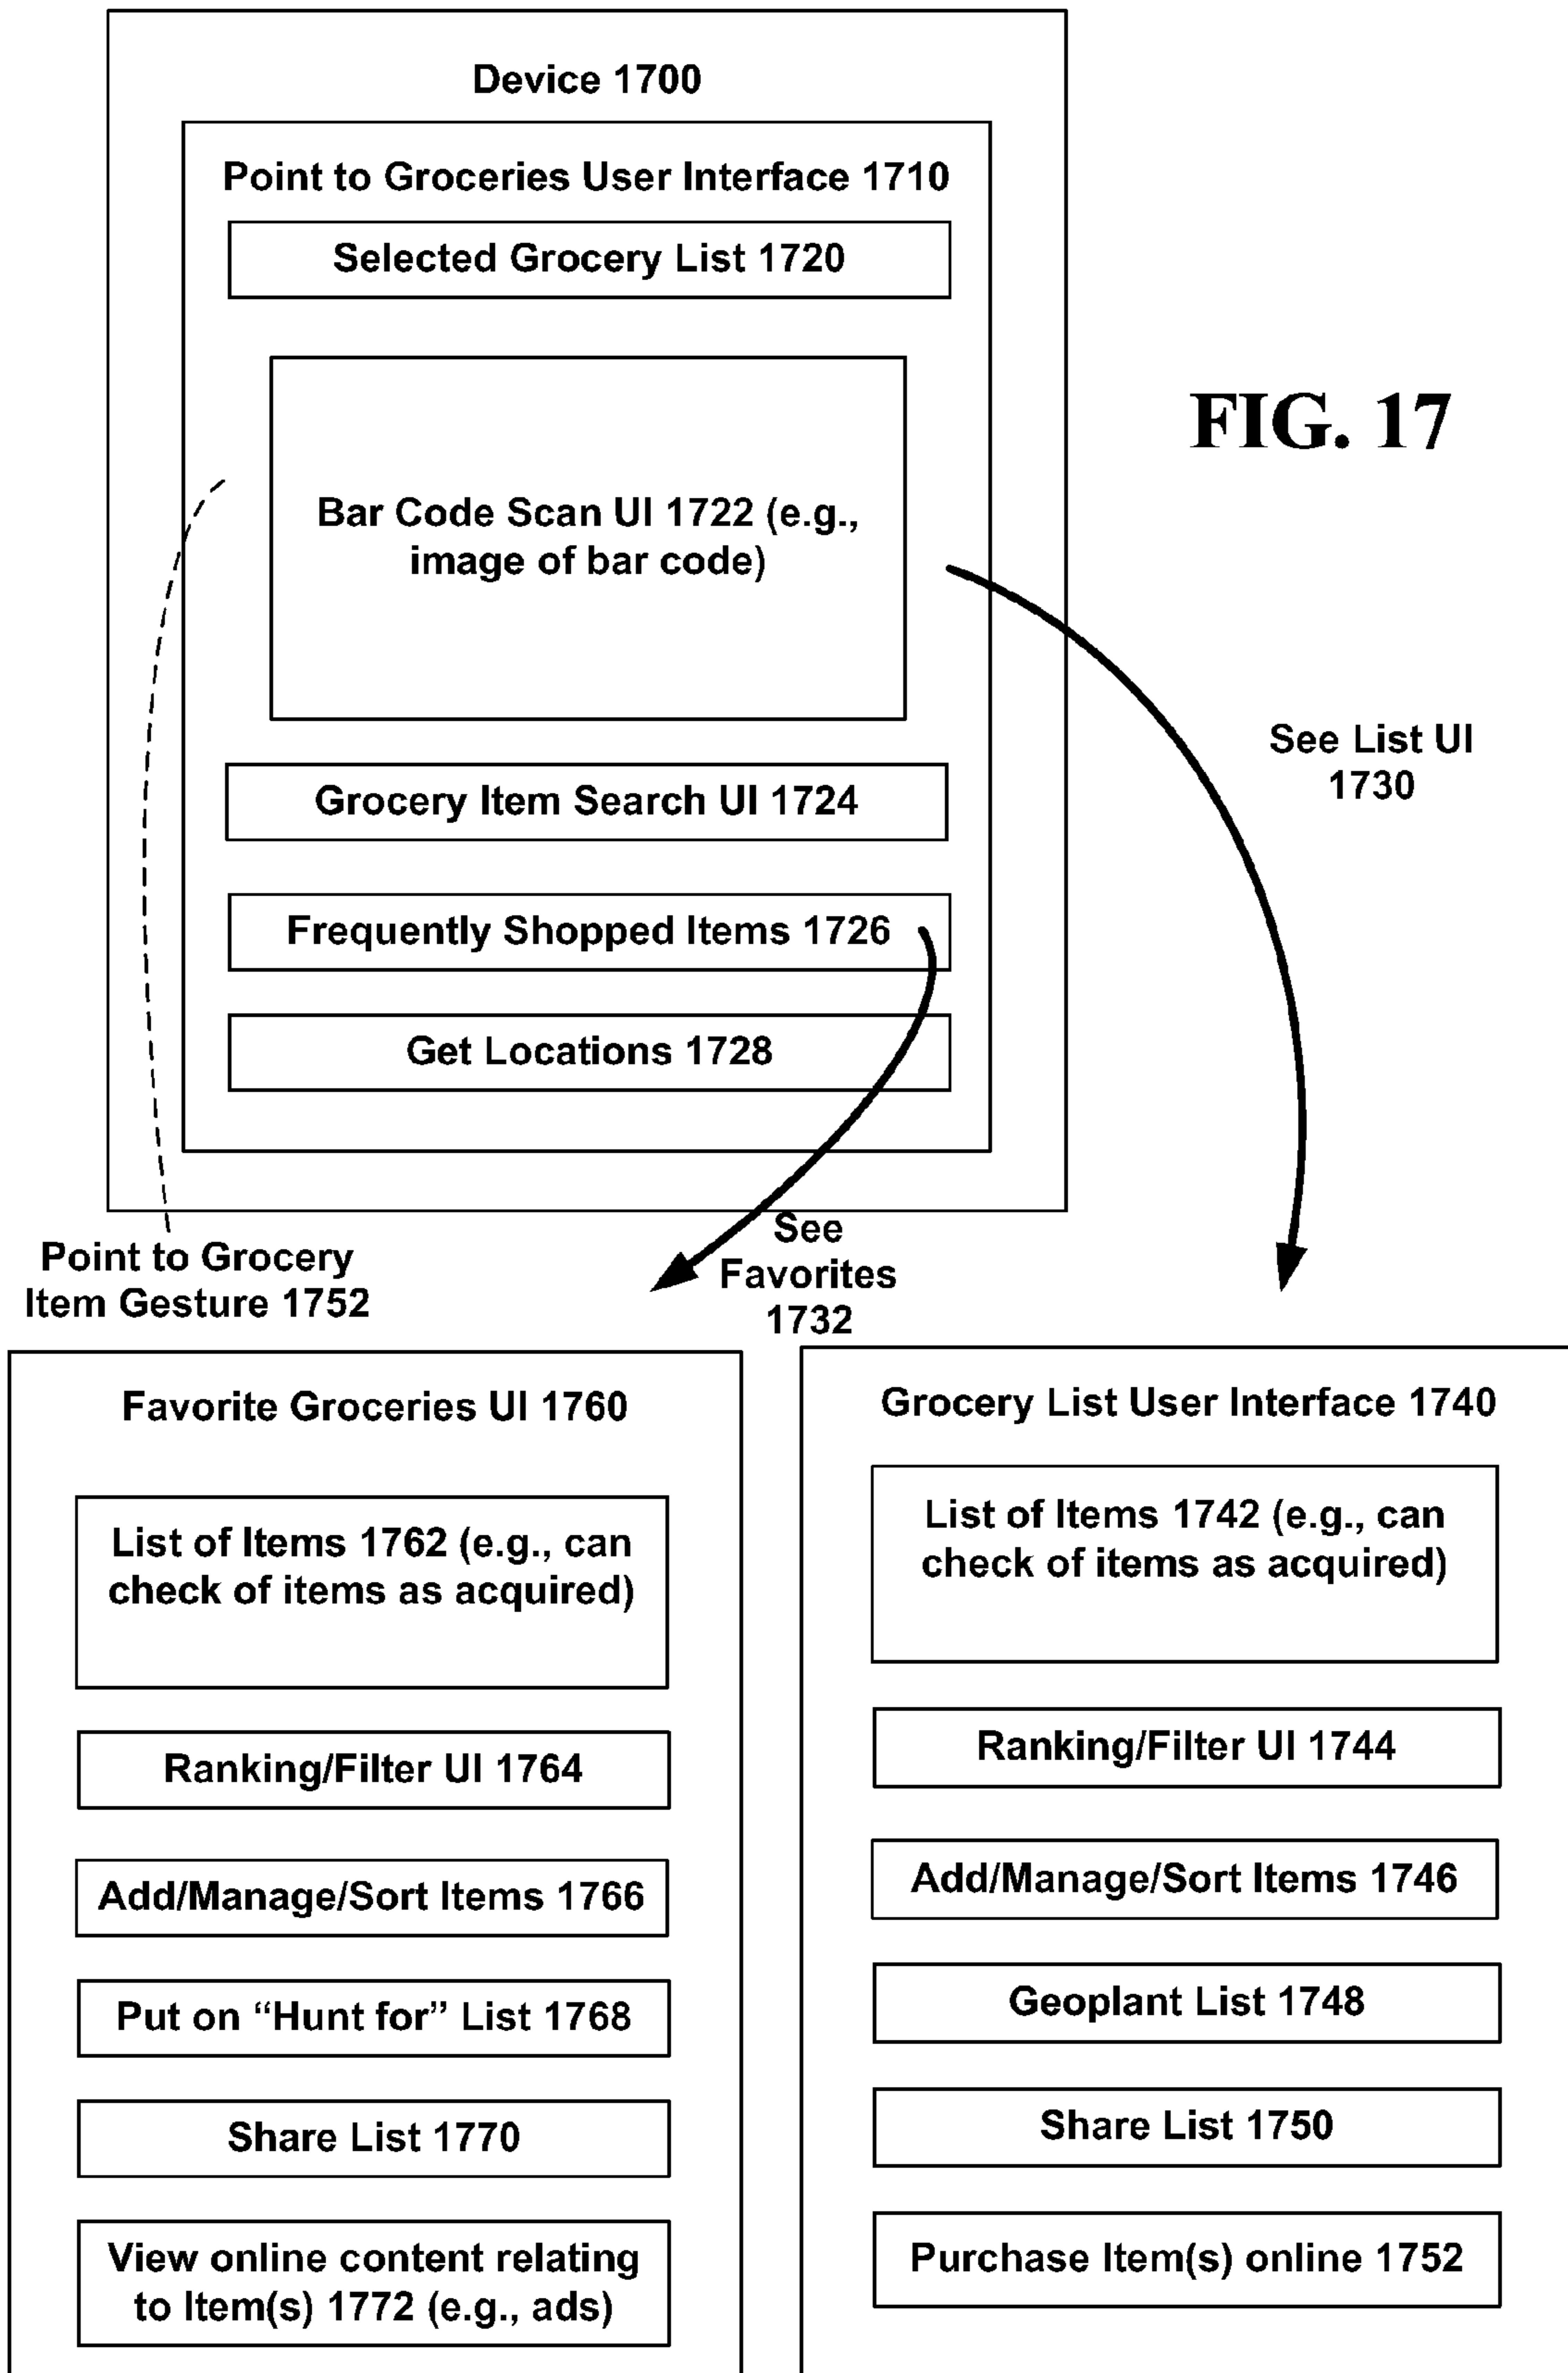 Device 1700
Point to Groceries User Interface 1710
Selected Grocery List 1720
FIG. 17
Bar Code Scan UI 1722 (e.g.,
image of bar code)
See List UI
1730
Grocery Item Search UI 1724
Frequently Shopped Items 1726
Get Locations 1728
Point to Grocery
Item Gesture 1752
See
Favorites
1732
Favorite Groceries UI 1760
List of Items 1762 (e.g., can
check of items as acquired)
Ranking/Filter UI 1764
Add/Manage/Sort Items 1766
Put on “Hunt for” List 1768
Share List 1770
View online content relating
to Item(s) 1772 (e.g., ads)
Grocery List User Interface 1740
List of Items 1742 (e.g., can
check of items as acquired)
Ranking/Filter UI 1744
Add/Manage/Sort Items 1746
Geoplant List 1748
Share List 1750
Purchase Item(s) online 1752